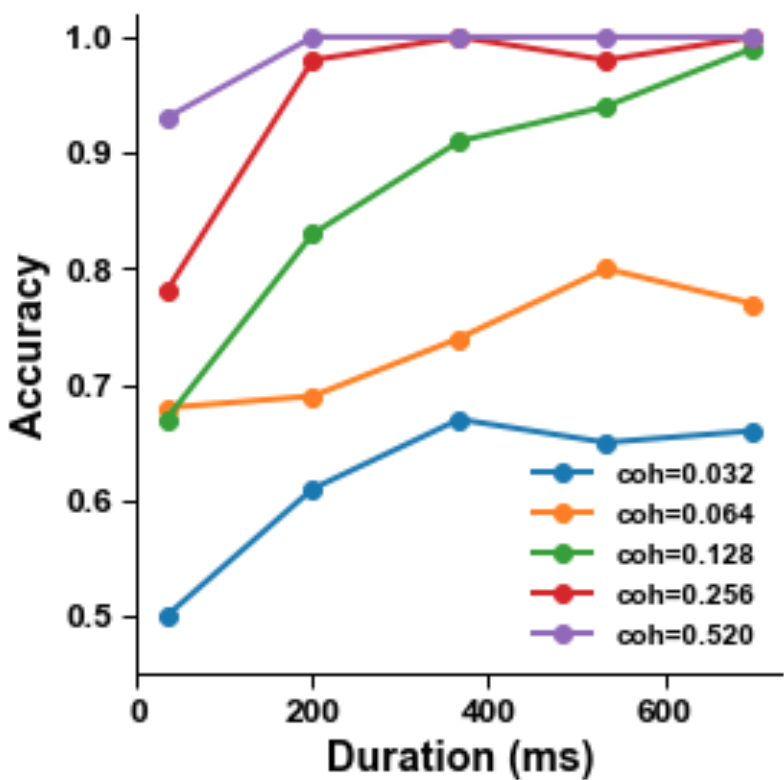 Accuracy
1.0
0.9
0.8
0.7
0.6
0.5
coh=0.032
coh=0.064
coh=0.128
coh=0.256
coh=0.520
0 200 400 600
Duration (ms)